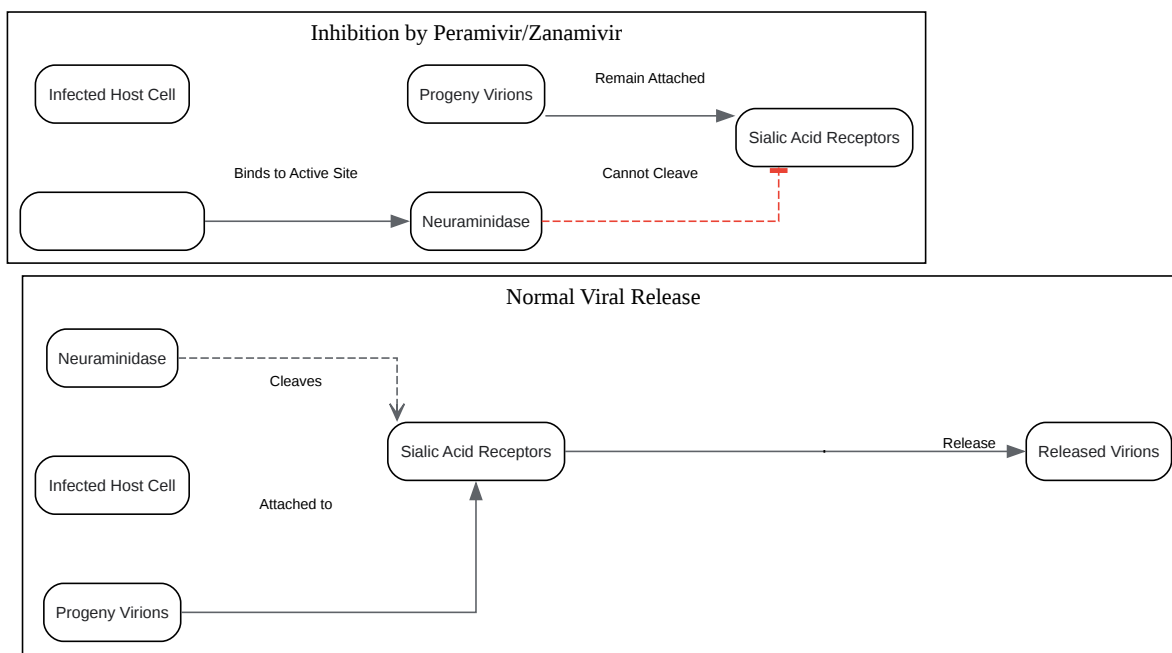 Inhibition by Peramivir/Zanamivir
Infected Host Cell
Progeny Virions
Remain Attached
Sialic Acid Receptors
Binds to Active Site
Cannot Cleave
Neuraminidase
Normal Viral Release
Neuraminidase
Cleaves
Sialic Acid Receptors
Release
Released Virions
Infected Host Cell
Attached to
Progeny Virions